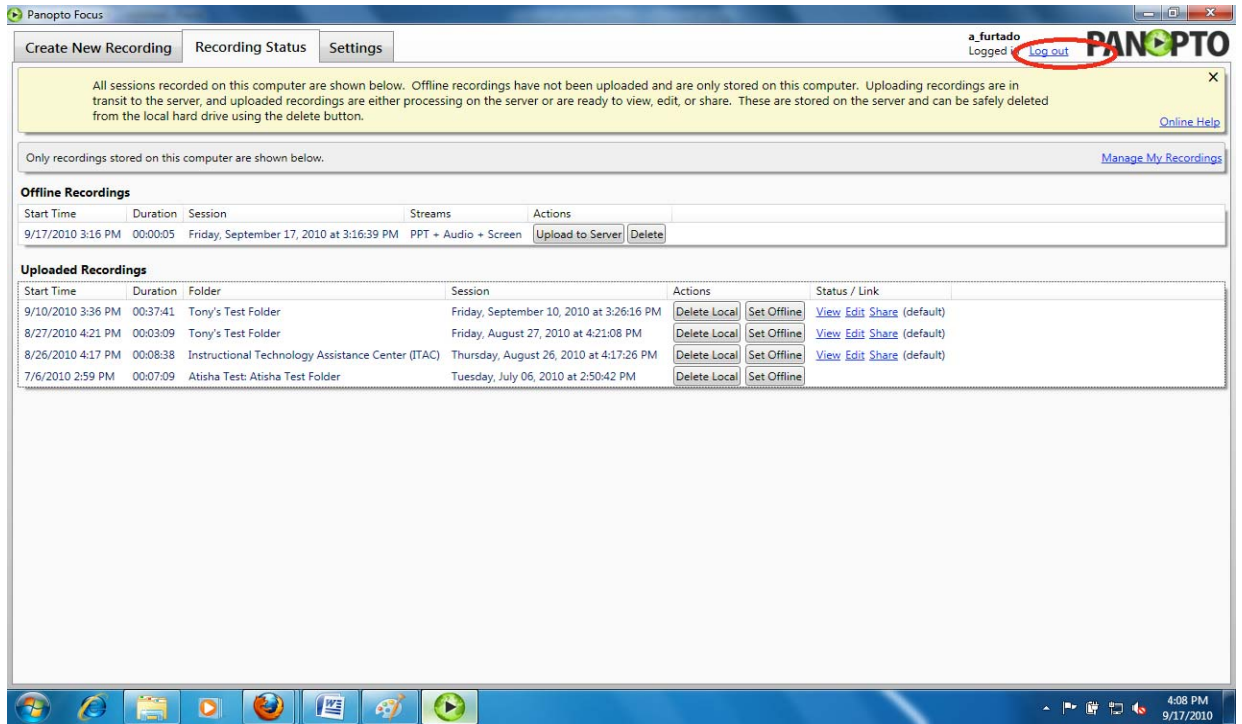 Panopto Focus
Create New Recording Recording Status Settings
a_furtado
Logged i Log out
PANOPTO
All sessions recorded on this computer are shown below. Offline recordings have not been uploaded and are only stored on this computer. Uploading recordings are in
transit to the server, and uploaded recordings are either processing on the server or are ready to view, edit, or share. These are stored on the server and can be safely deleted
from the local hard drive using the delete button.
Online Help
Only recordings stored on this computer are shown below. Manage My Recordings
Offline Recordings
Start Time Duration Session Streams Actions
9/17/2010 3:16 PM 00:00:05 Friday, September 17, 2010 at 3:16:39 PM PPT + Audio + Screen Upload to Server Delete
Uploaded Recordings
Start Time Duration Folder Session Actions Status / Link
9/10/2010 3:36 PM 00:37:41 Tony's Test Folder Friday, September 10, 2010 at 3:26:16 PM Delete Local Set Offline View Edit Share (default)
8/27/2010 4:21 PM 00:03:09 Tony's Test Folder Friday, August 27, 2010 at 4:21:08 PM Delete Local Set Offline View Edit Share (default)
8/26/2010 4:17 PM 00:08:38 Instructional Technology Assistance Center (ITAC) Thursday, August 26, 2010 at 4:17:26 PM Delete Local Set Offline View Edit Share (default)
7/6/2010 2:59 PM 00:07:09 Atisha Test: Atisha Test Folder Tuesday, July 06, 2010 at 2:50:42 PM Delete Local Set Offline
4:08 PM
9/17/2010